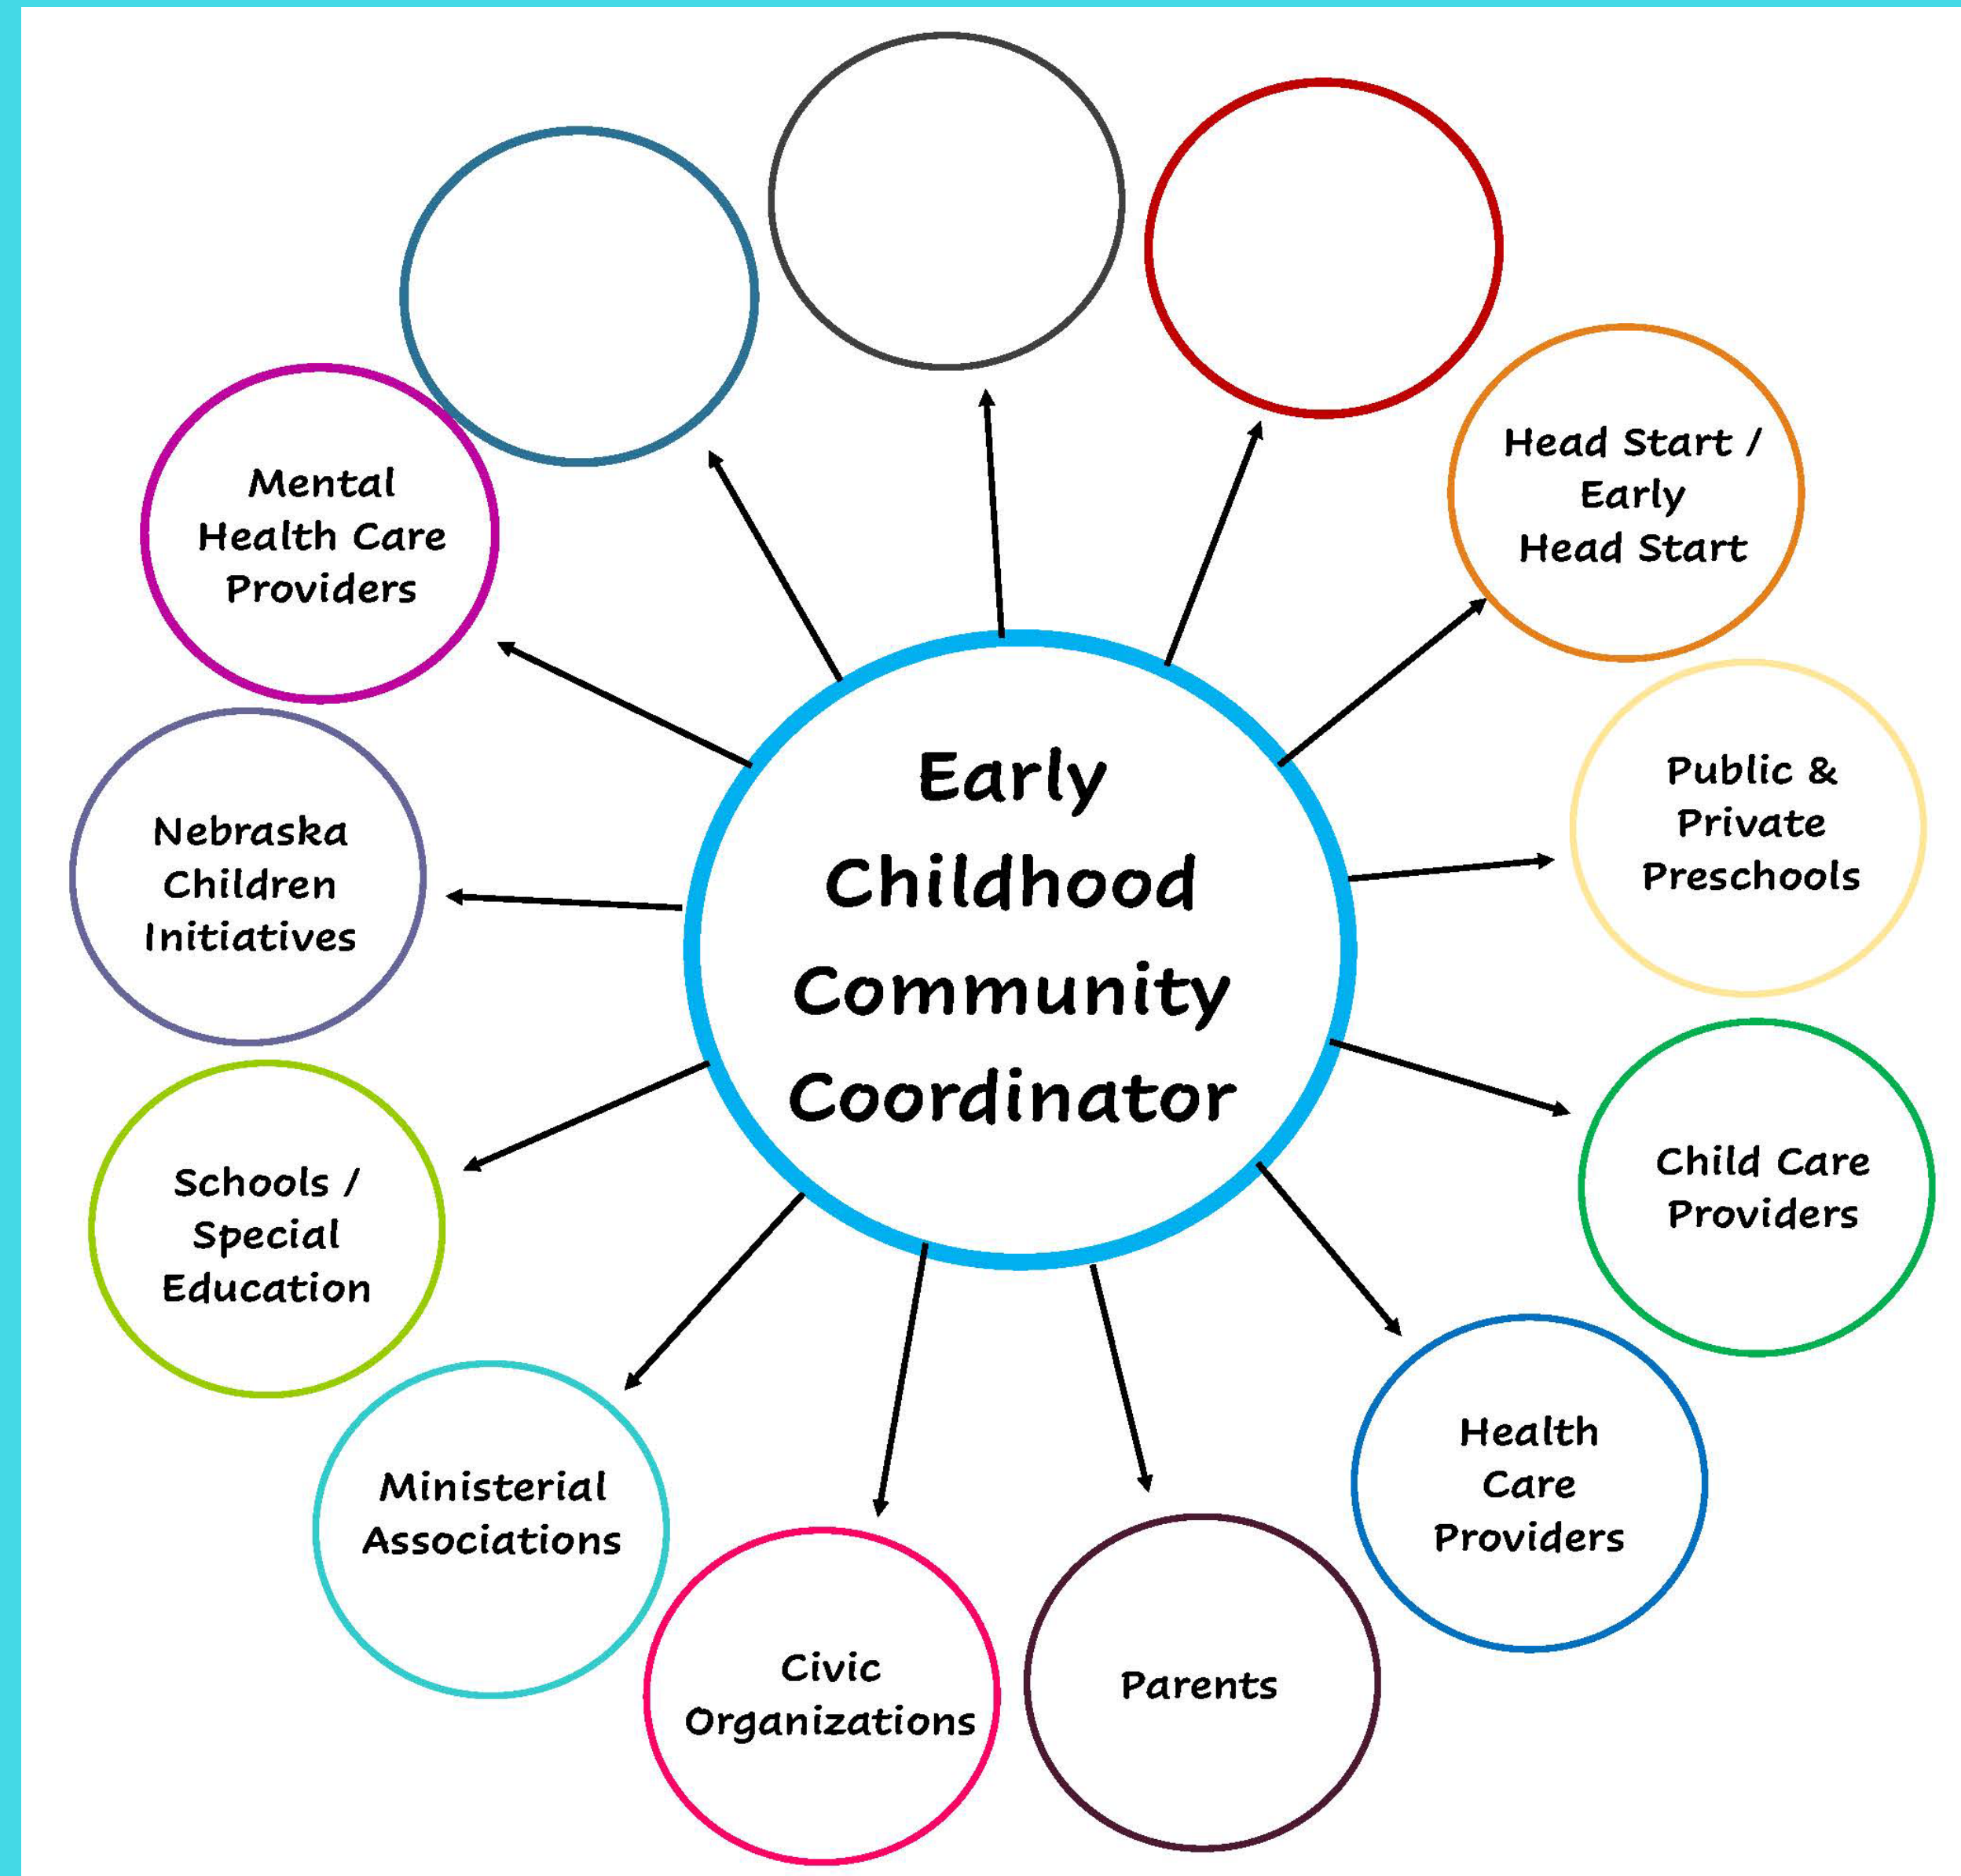 Early
Childhood
Community
Coordinator
Head Start /
Early
Head Start
Public &
Private
Preschools
Child Care
Providers
Health
Care
Providers
Parents
Civic
Organizations
Ministerial
Associations
Schools /
Special
Education
Nebraska
Children
Initiatives
Mental
Health Care
Providers